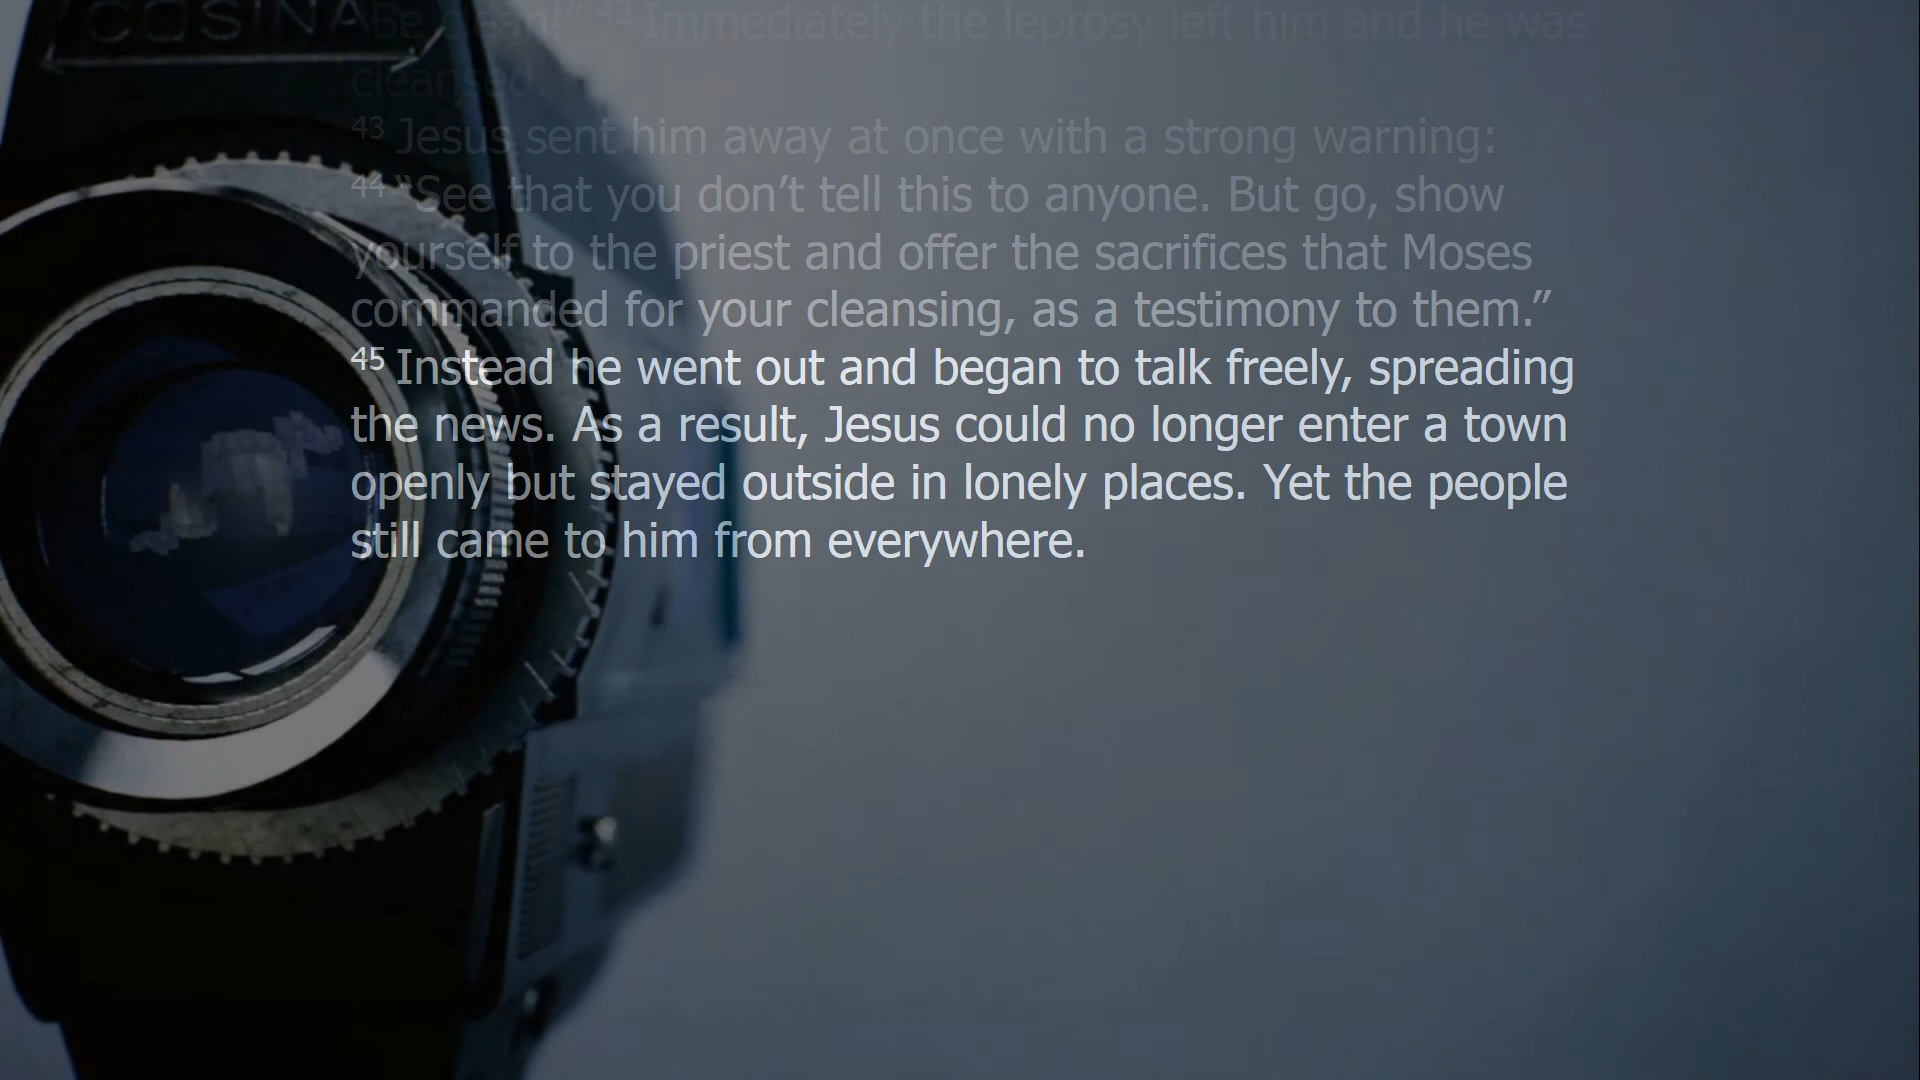 COSINA
Be clean!” 42 Immediately the leprosy left him and he was
cleansed.
43 Jesus sent him away at once with a strong warning:
44 “See that you don’t tell this to anyone. But go, show
yourself to the priest and offer the sacrifices that Moses
commanded for your cleansing, as a testimony to them.”
45 Instead he went out and began to talk freely, spreading
the news. As a result, Jesus could no longer enter a town
openly but stayed outside in lonely places. Yet the people
still came to him from everywhere.